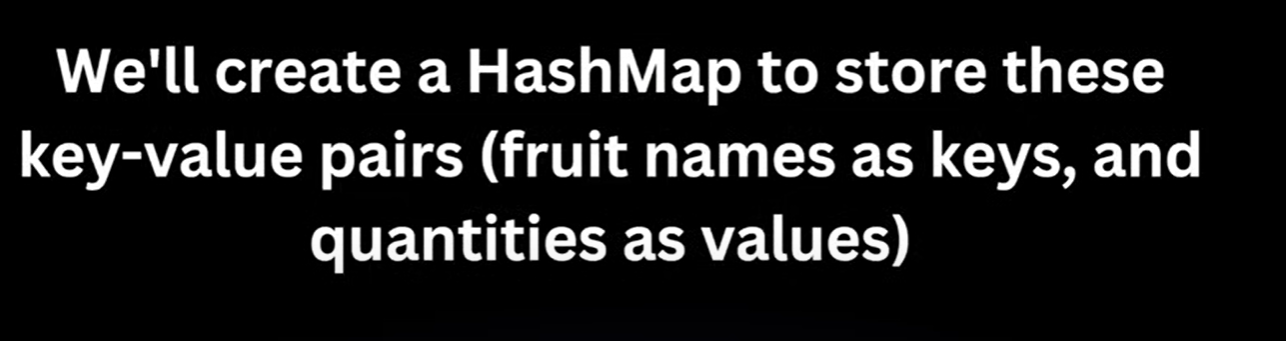 We'll create a HashMap to store these
key-value pairs (fruit names as keys, and
quantities as values)